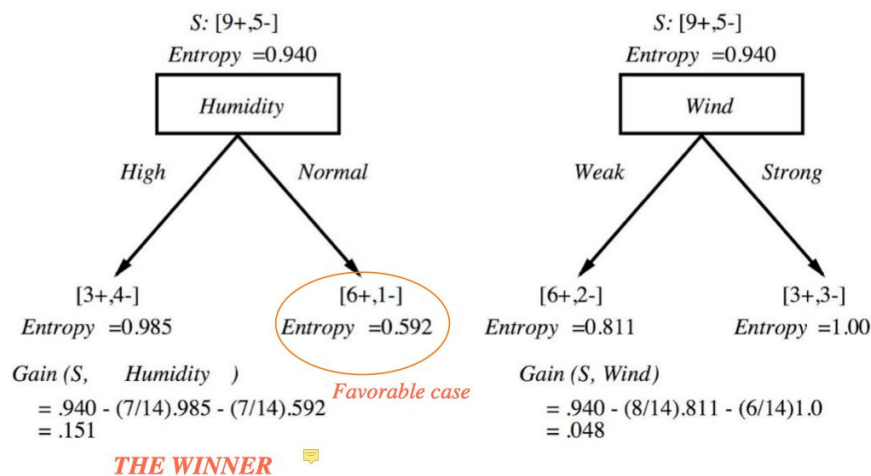 S: [9+,5-]
Entropy =0.940
Humidity
High
Normal
[3+,4-]
Entropy =0.985
[6+,1-]
Entropy =0.592
Gain (S, Humidity )
= .940 - (7/14).985 - (7/14).592
= .151
Favorable case
THE WINNER
S: [9+,5-]
Entropy =0.940
Wind
Weak
Strong
[6+,2-]
Entropy =0.811
[3+,3-]
Entropy =1.00
Gain (S, Wind)
= .940 - (8/14).811 - (6/14)1.0
= .048